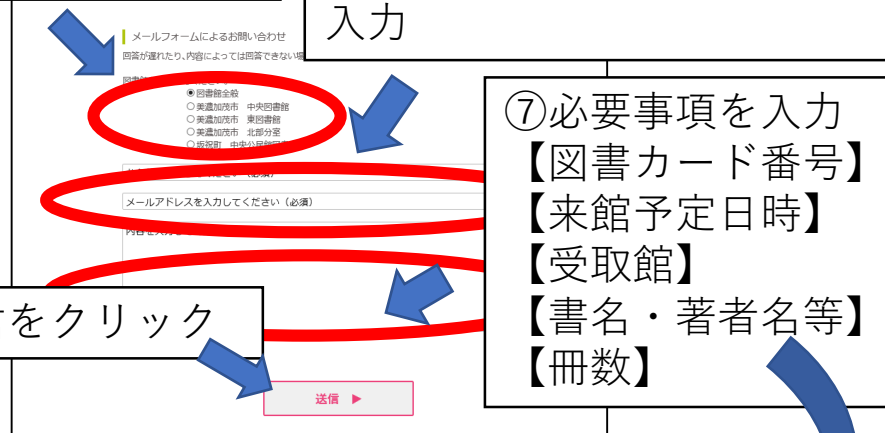 入力
メールフォームによるお問い合わせ
回答が遅れたり、内容によっては回答できない場
図書館全般
美濃加茂市　中央図書館
美濃加茂市　東図書館
美濃加茂市　北部分室
坂祝町　中央公民館
メールアドレスを入力してください（必須）
⑦必要事項を入力
【図書カード番号】
【来館予定日時】
【受取館】
【書名・著者名等】
【冊数】
をクリック
送信 ▶